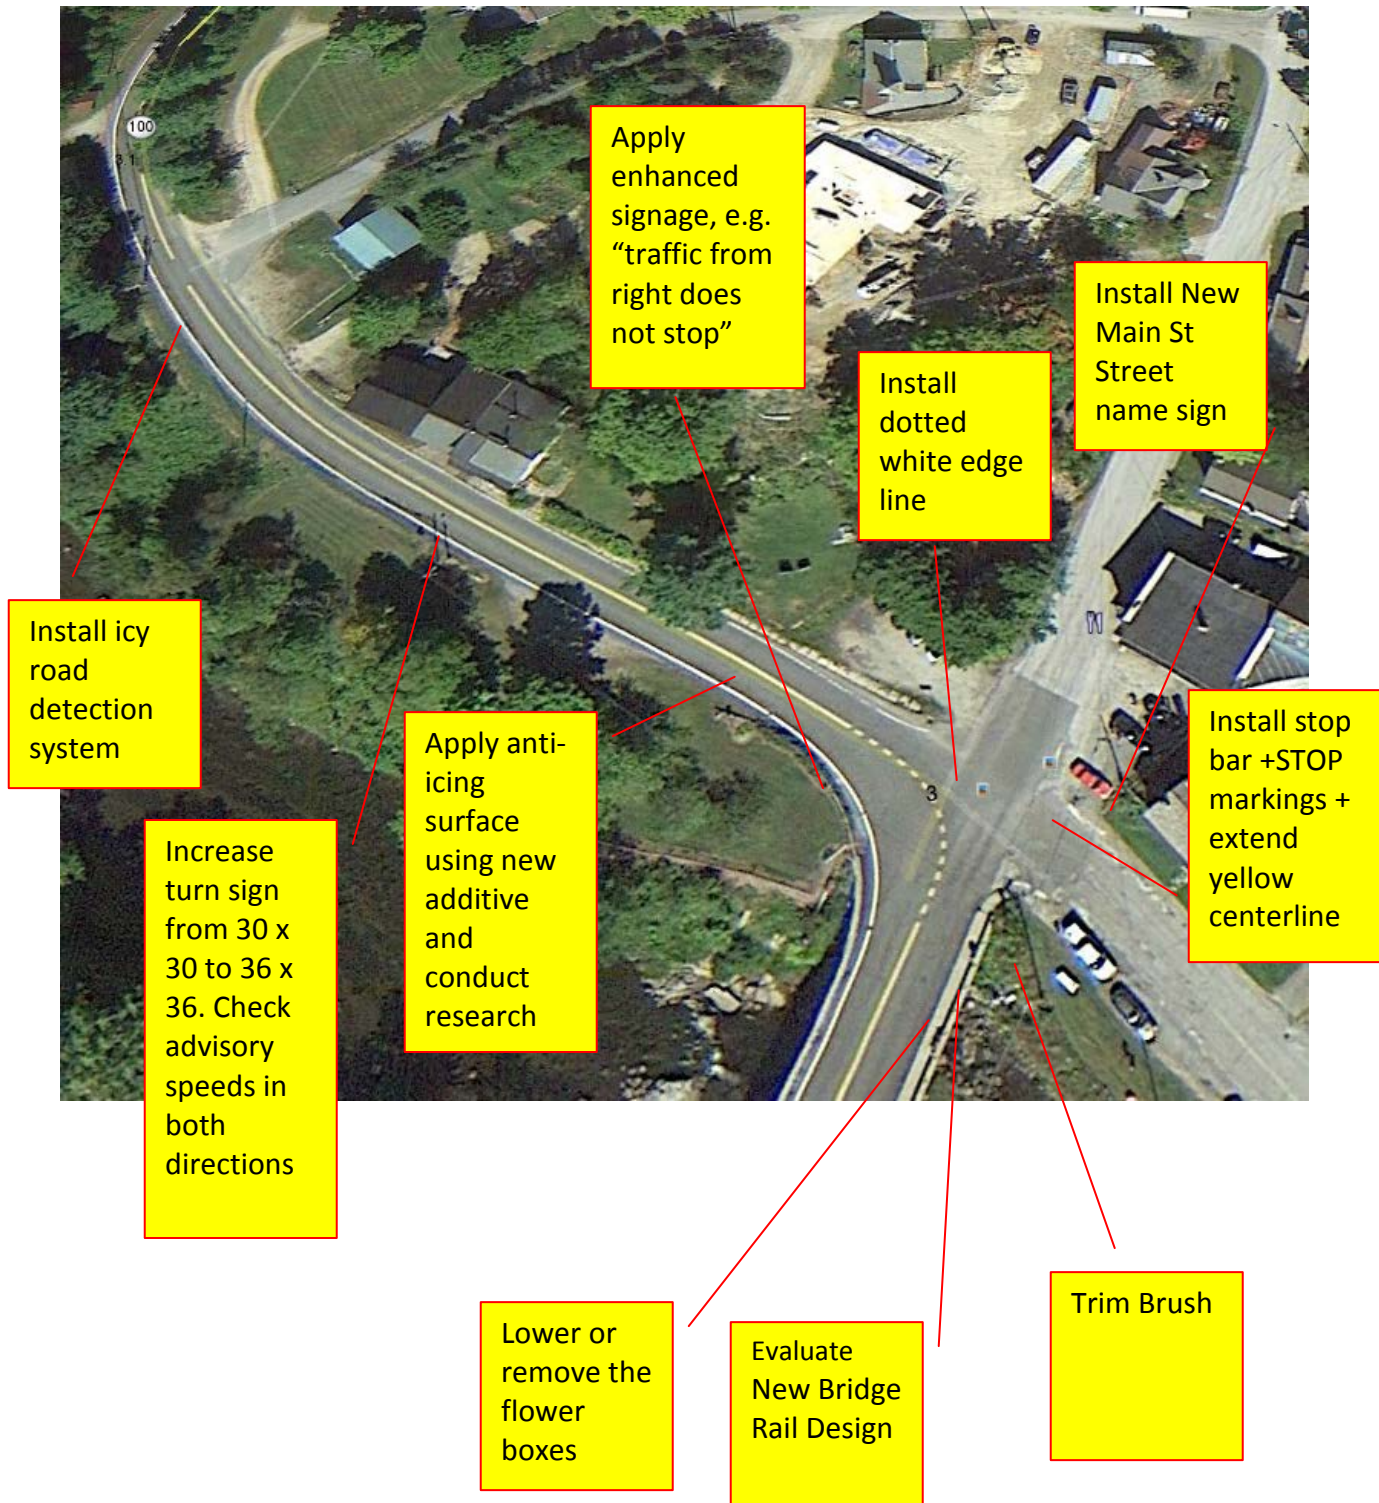 100
3.1
Apply
enhanced
signage, e.g.
“traffic from
right does
not stop”
Install New
Main St
Street
name sign
Install
dotted
white edge
line
Install icy
road
detection
system
Apply anti-
icing
surface
using new
additive
and
conduct
research
Install stop
bar +STOP
markings +
extend
yellow
centerline
3
Increase
turn sign
from 30 x
30 to 36 x
36. Check
advisory
speeds in
both
directions
Lower or
remove the
flower
boxes
Evaluate
New Bridge
Rail Design
Trim Brush